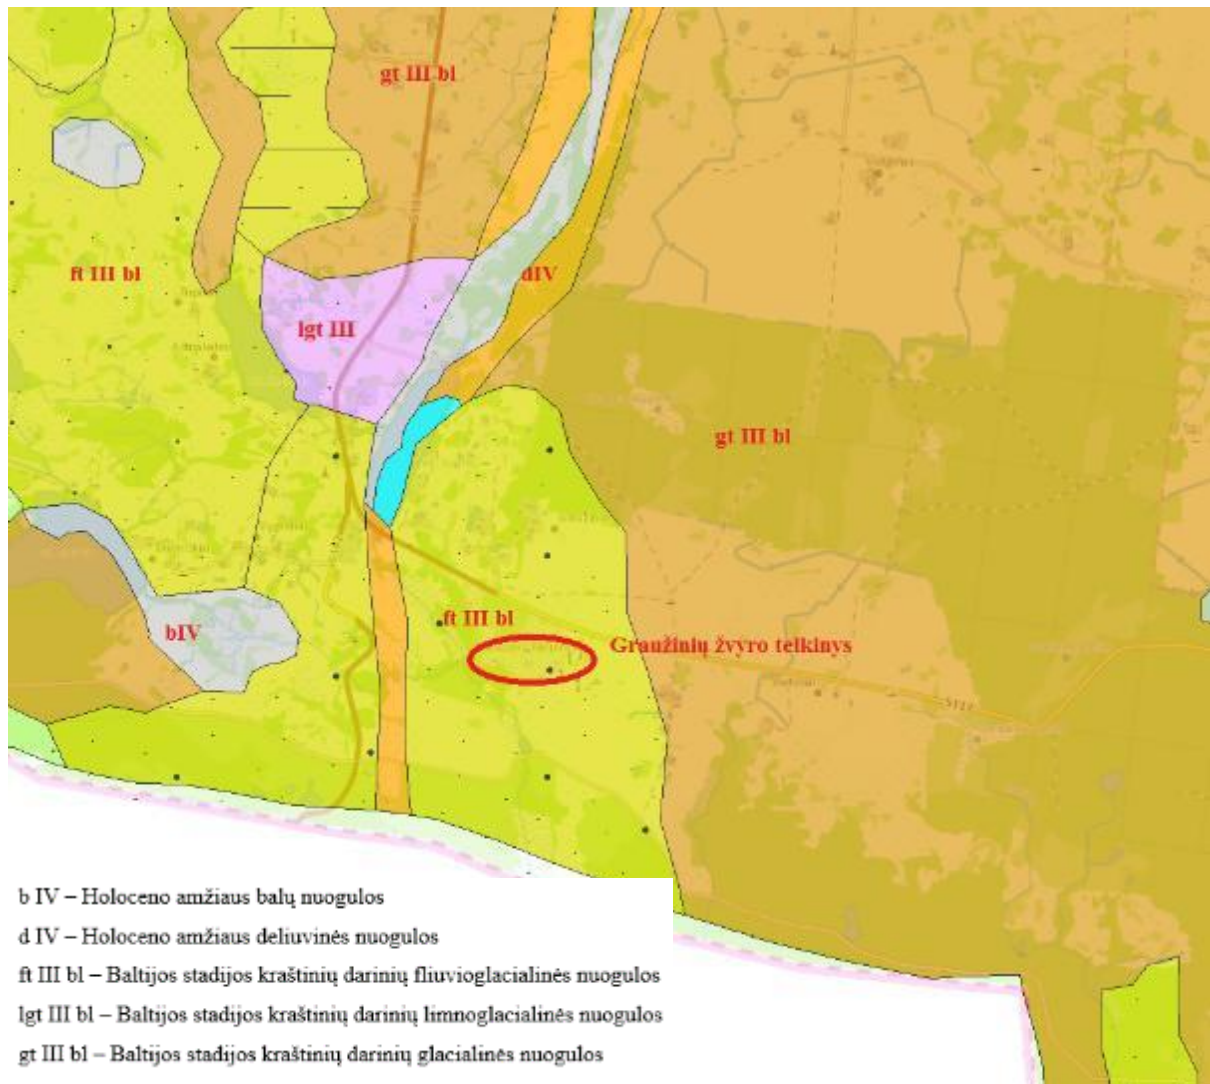 gt III bl
ft III bl
dIV
lgt III
gt III bl
ft III bl
bIV
Graužinių žvyro telkinys
b IV – Holoceno amžiaus balų nuogulos
d IV – Holoceno amžiaus deliuvinės nuogulos
ft III bl – Baltijos stadijos kraštinių darinių fliuvioglacialinės nuogulos
lgt III bl – Baltijos stadijos kraštinių darinių limnoglacialinės nuogulos
gt III bl – Baltijos stadijos kraštinių darinių glacialinės nuogulos